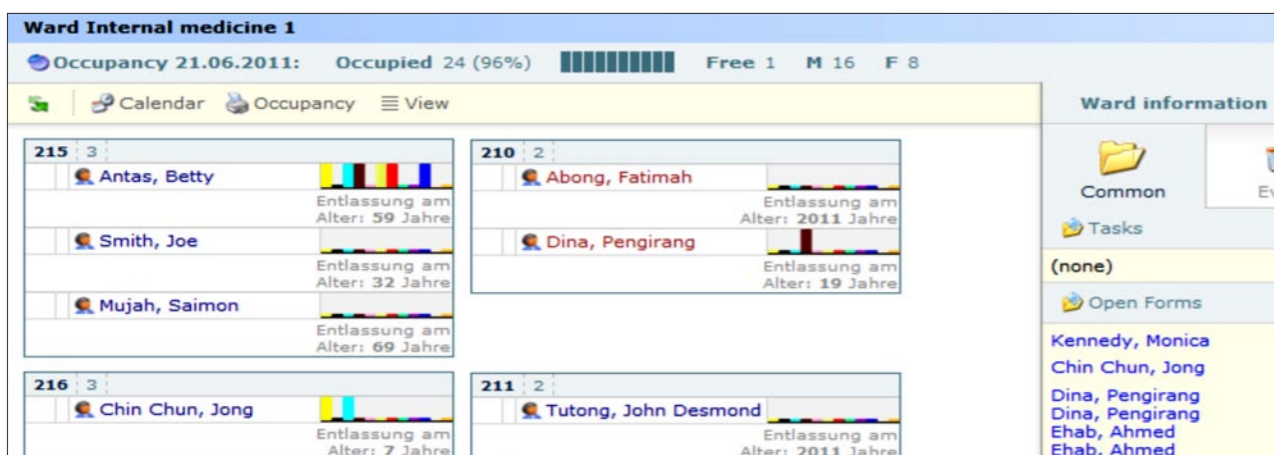 Ward Internal medicine 1
Occupancy 21.06.2011: Occupied 24 (96%) Free 1 M 16 F 8
Calendar Occupancy View
215 3
Antas, Betty
Entlassung am
Alter: 59 Jahre
Smith, Joe
Entlassung am
Alter: 32 Jahre
Mujah, Saimon
Entlassung am
Alter: 69 Jahre
210 2
Abong, Fatimah
Entlassung am
Alter: 2011 Jahre
Dina, Pengirang
Entlassung am
Alter: 19 Jahre
216 3
Chin Chun, Jong
Entlassung am
Alter: 7 Jahre
211 2
Tutong, John Desmond
Entlassung am
Alter: 2011 Jahre
Ward information
Common
Tasks
(none)
Open Forms
Kennedy, Monica
Chin Chun, Jong
Dina, Pengirang
Dina, Pengirang
Ehab, Ahmed
Ehab, Ahmed